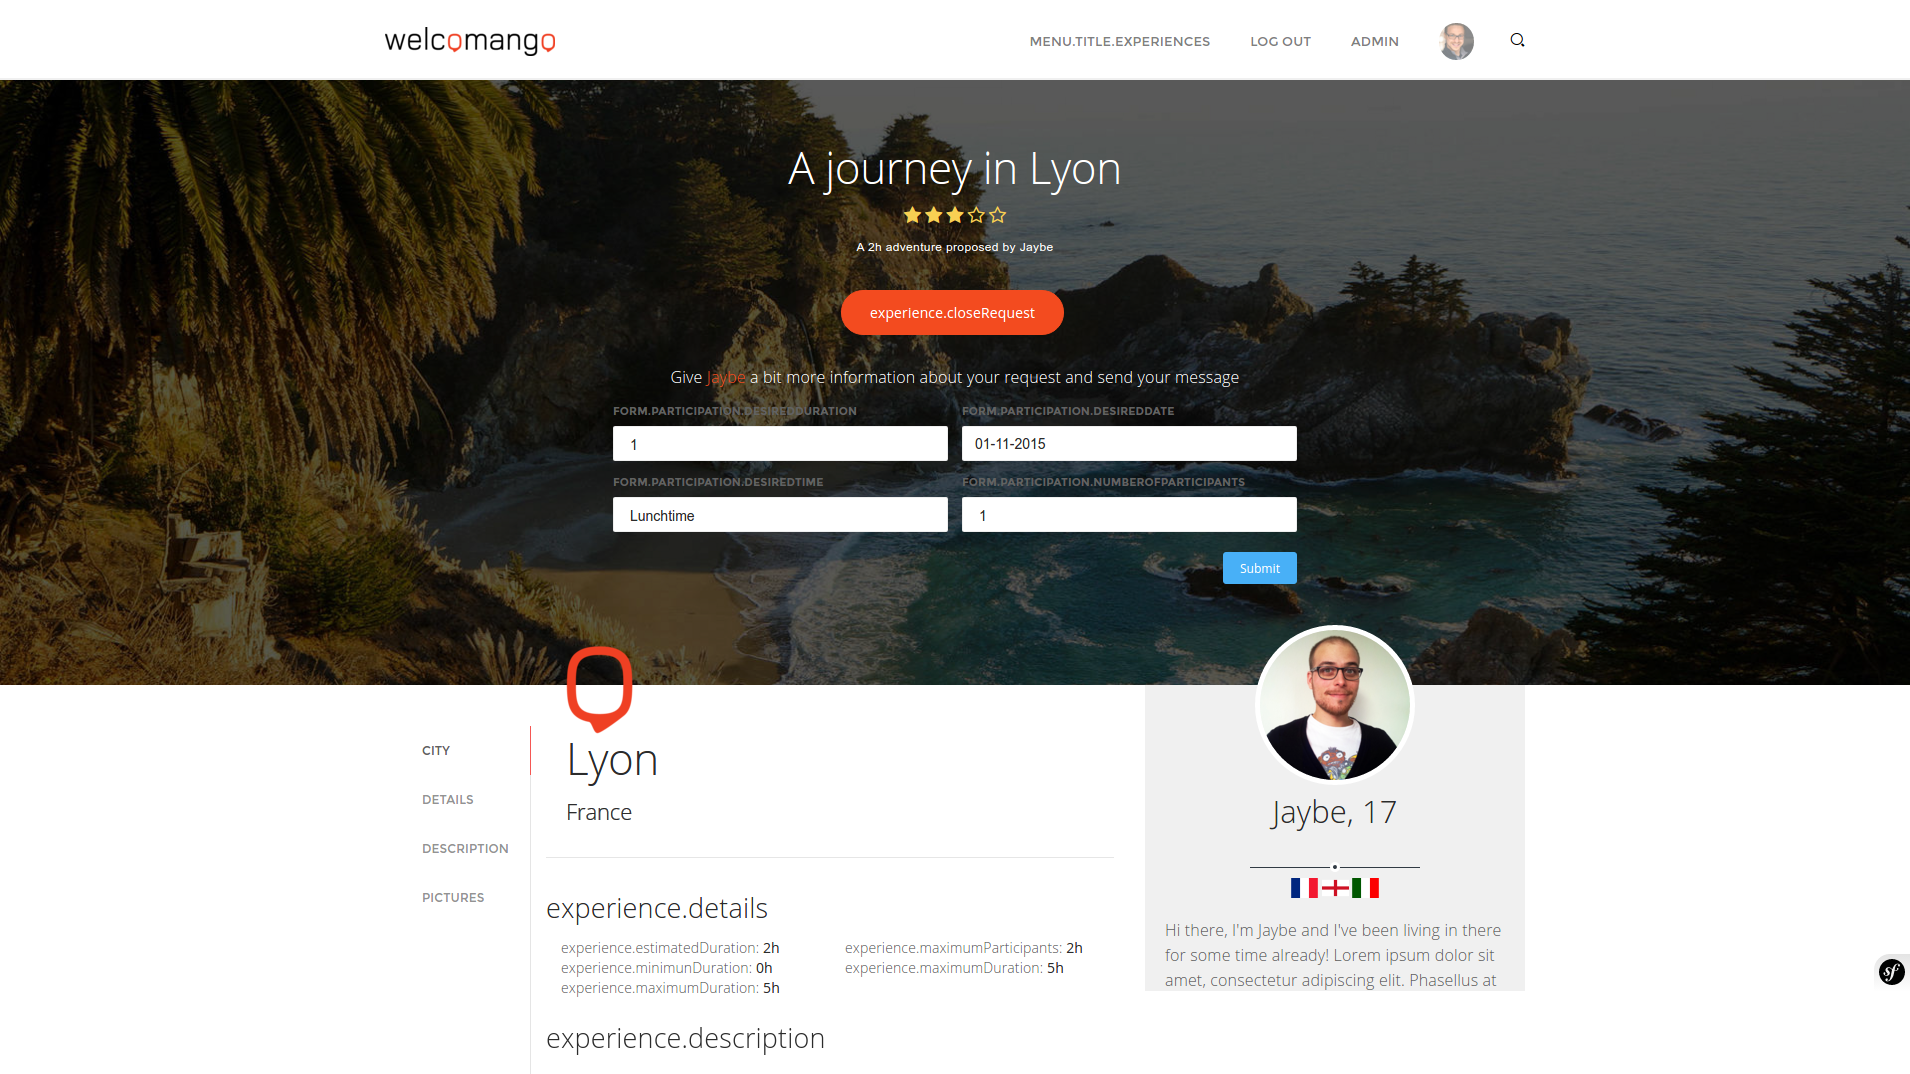 welcomango
MENU.TITLE.EXPERIENCES
LOG OUT
ADMIN
A journey in Lyon
A 2h adventure proposed by Jaybe
experience.closeRequest
Give Jaybe a bit more information about your request and send your message
FORM.PARTICIPATION.DESIREDDURATION
FORM.PARTICIPATION.DESIREDDATE
1
01-11-2015
FORM.PARTICIPATION.DESIREDTIME
FORM.PARTICIPATION.NUMBEROFPARTICIPANTS
Lunchtime
1
Submit
CITY
DETAILS
DESCRIPTION
PICTURES
Lyon
France
experience.details
experience.estimatedDuration: 2h
experience.minimunDuration: 0h
experience.maximumDuration: 5h
experience.maximumParticipants: 2h
experience.maximumDuration: 5h
experience.description
Jaybe, 17
Hi there, I'm Jaybe and I've been living in there
for some time already! Lorem ipsum dolor sit
amet, consectetur adipiscing elit. Phasellus at
sf